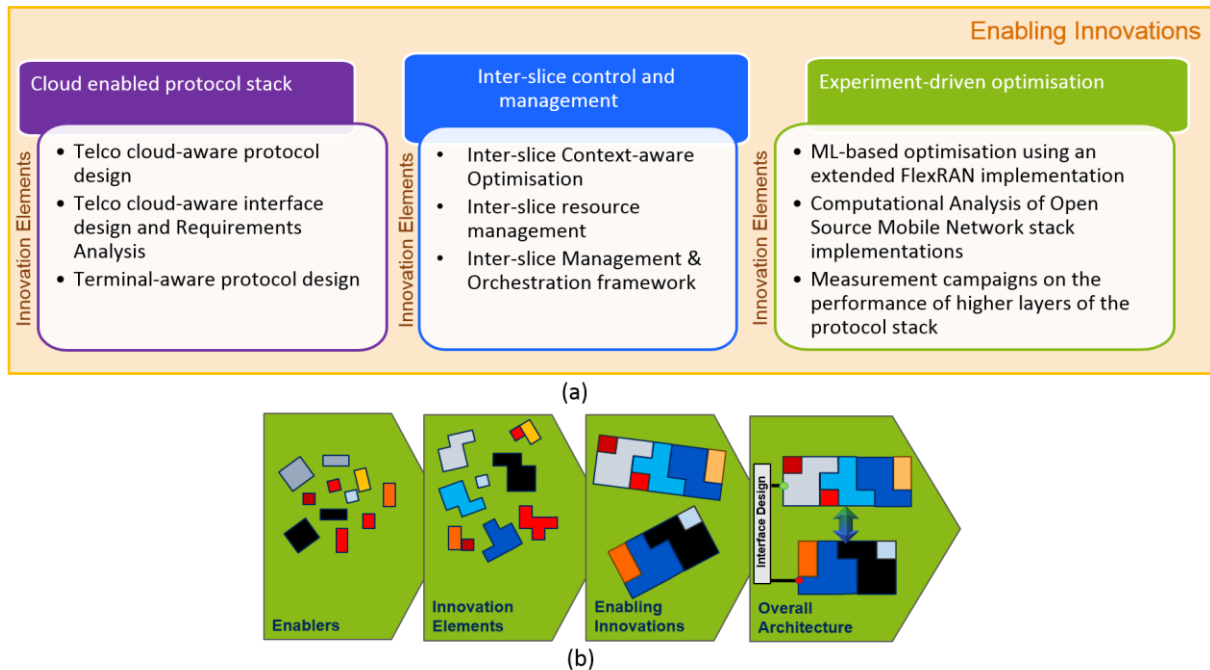 Enabling Innovations
Cloud enabled protocol stack
Innovation Elements
• Telco cloud-aware protocol
design
• Telco cloud-aware interface
design and Requirements
Analysis
• Terminal-aware protocol design
Inter-slice control and
management
Innovation Elements
• Inter-slice Context-aware
Optimisation
• Inter-slice resource
management
• Inter-slice Management &
Orchestration framework
Experiment-driven optimisation
Innovation Elements
• ML-based optimisation using an
extended FlexRAN implementation
• Computational Analysis of Open
Source Mobile Network stack
implementations
• Measurement campaigns on the
performance of higher layers of the
protocol stack
(a)
Enablers
Innovation
Elements
Enabling
Innovations
Interface Design
Overall
Architecture
(b)